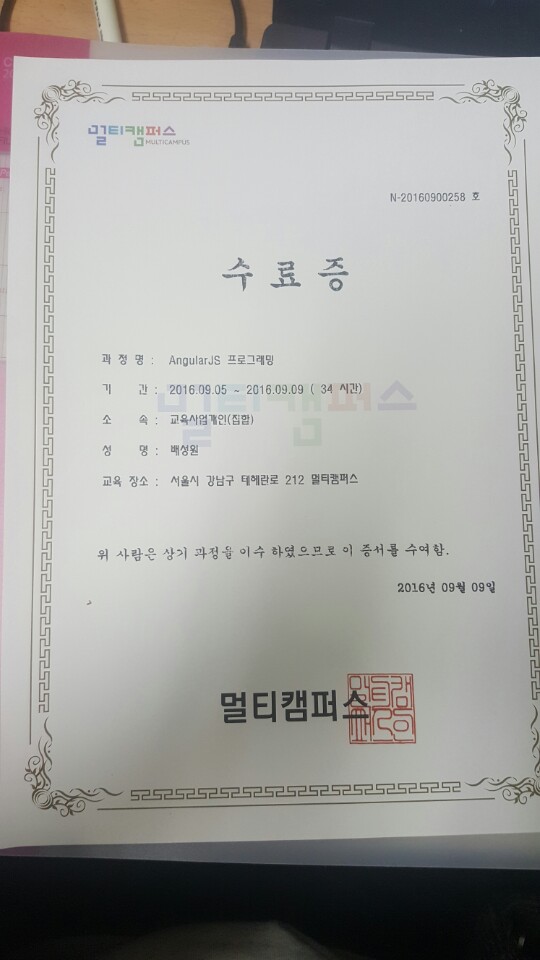 멀티캠퍼스
MULTICAMPUS
N-20160900258 호
수 료 증
과 정 명 : AngularJS 프로그래밍
기 간 : 2016.09.05 ~ 2016.09.09 ( 34 시간)
소 속 : 교육사업개인(집합)
성 명 : 배성원
교육 장소 : 서울시 강남구 테헤란로 212 멀티캠퍼스
멀티캠퍼스
위 사람은 상기 과정을 이수 하였으므로 이 증서를 수여함.
2016년 09월 09일
멀티캠퍼스